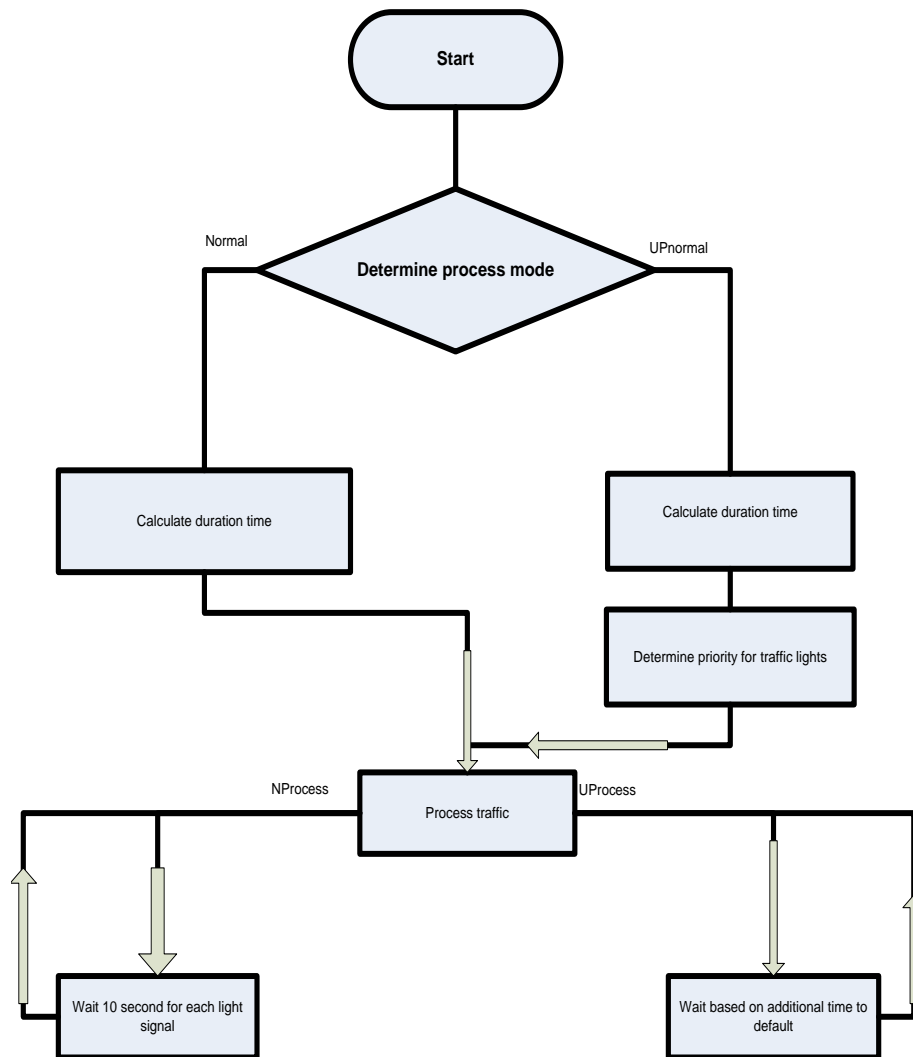 Start
Normal
UPnormal
Determine process mode
Calculate duration time
Calculate duration time
Determine priority for traffic lights
NProcess
UProcess
Process traffic
Wait 10 second for each light
signal
Wait based on additional time to
default